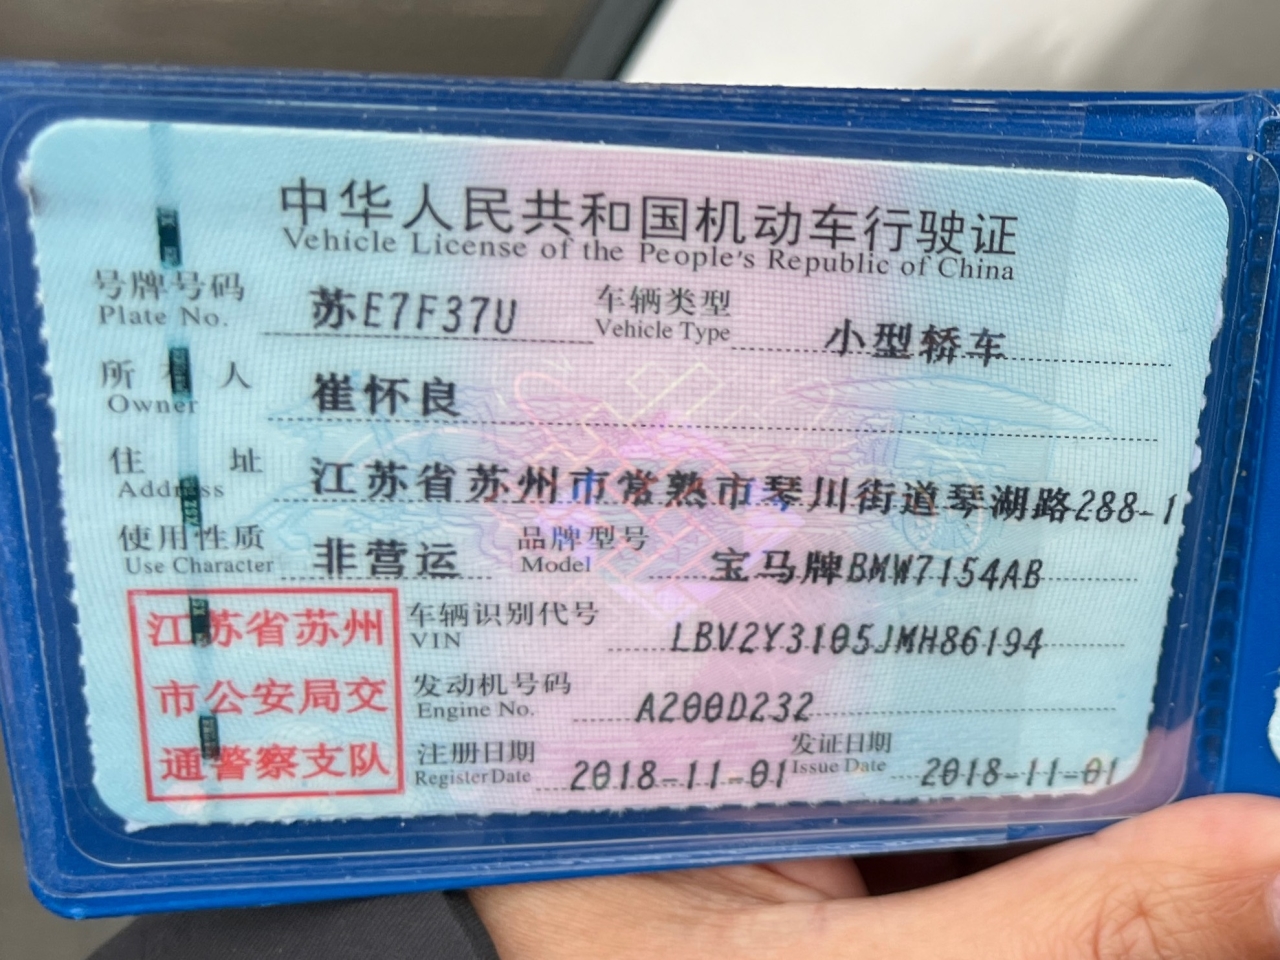 中华人民共和国机动车行驶证
Vehicle License of the People's Republic of China
号牌号码 苏E7F37U 车辆类型 小型轿车
Plate No. Vehicle Type
所有人 崔怀良
Owner
住址 江苏省苏州市常熟市琴川街道琴湖路288-1
Address
使用性质 非营运 品牌型号 宝马牌BMW7154AB
Use Character Model
江苏省苏州
市公安局交
通警察支队
车辆识别代号 LBV2Y3105JMH86194
VIN
发动机号码 A200D232
Engine No.
注册日期 2018-11-01 发证日期 2018-11-01
Register Date Issue Date